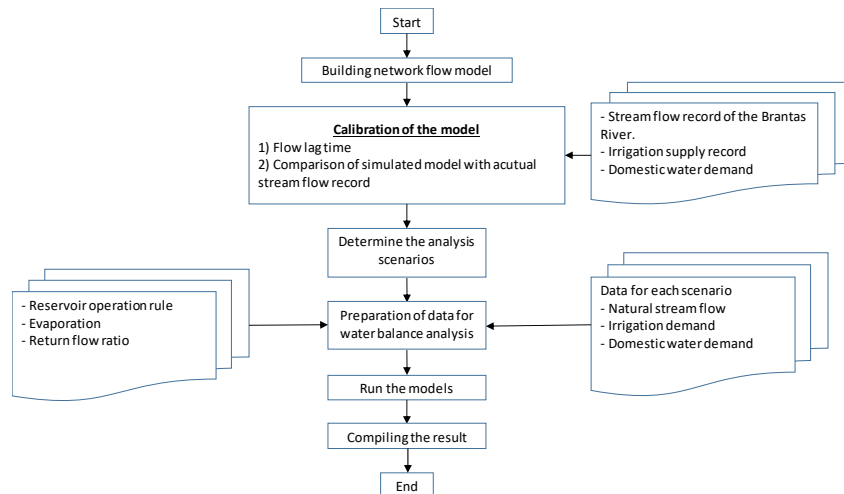 Start
Building network flow model
Calibration of the model
1) Flow lag time
2) Comparison of simulated model with acutual
stream flow record
- Stream flow record of the Brantas
River.
- Irrigation supply record
- Domestic water demand
Determine the analysis
scenarios
- Reservoir operation rule
- Evaporation
- Return flow ratio
Preparation of data for
water balance analysis
Data for each scenario
- Natural stream flow
- Irrigation demand
- Domestic water demand
Run the models
Compiling the result
End